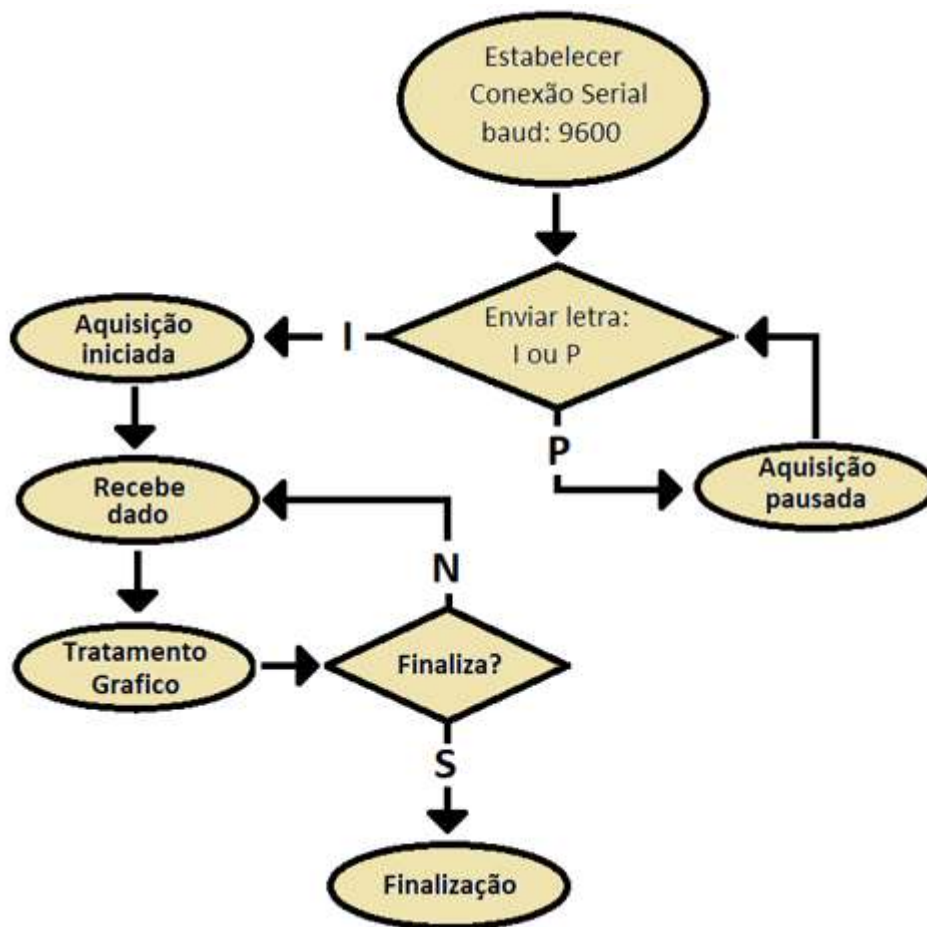 Estabelecer
Conexão Serial
baud: 9600
Enviar letra:
I ou P
I
Aquisição
iniciada
P
Aquisição
pausada
Recebe
dado
N
Tratamento
Grafico
Finaliza?
S
Finalização